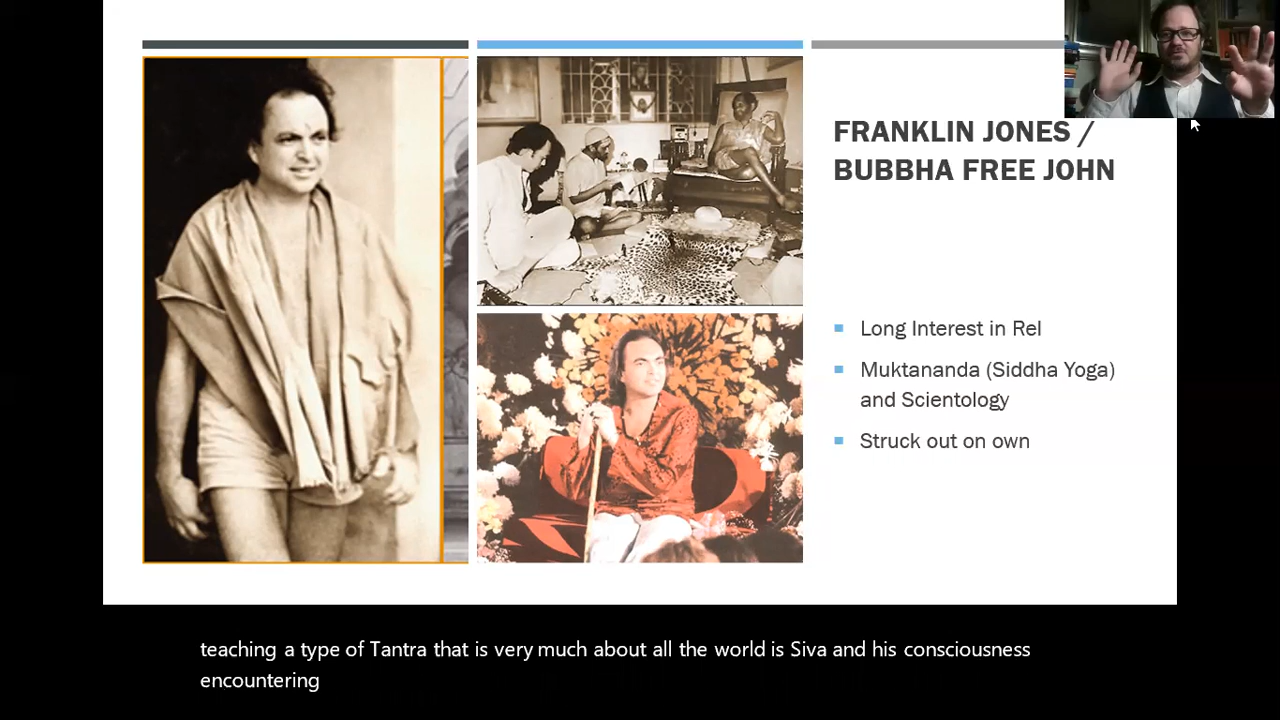 FRANKLIN JONES /
BUBBHA FREE JOHN
Long Interest in Rel
Muktananda (Siddha Yoga)
and Scientology
Struck out on own
teaching a type of Tantra that is very much about all the world is Siva and his consciousness
encountering